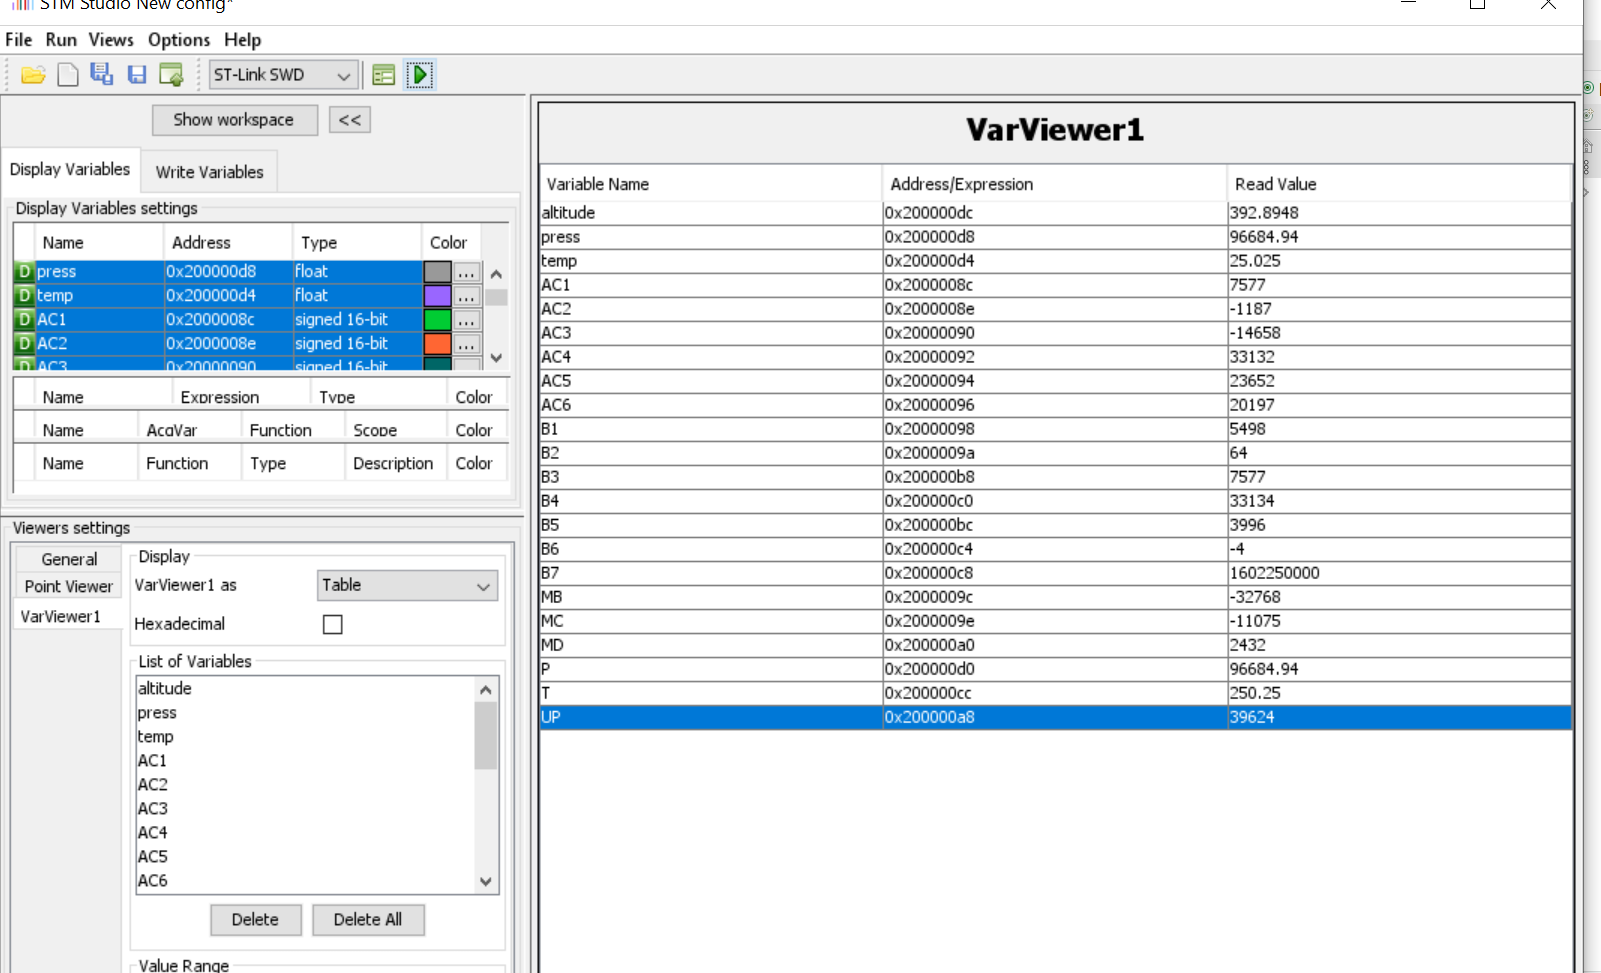 STM Studio New config*
File Run Views Options Help
ST-Link SWD
Show workspace <<
Display Variables Write Variables
Display Variables settings
Name Address Type Color
D press 0x200000d8 float ...
D temp 0x200000d4 float ...
D AC1 0x2000008c signed 16-bit ...
D AC2 0x2000008e signed 16-bit ...
D AC3 0x20000090 signed 16-bit
Name Expression Type Color
Name AcqVar Function Scope Color
Name Function Type Description Color
Viewers settings
General
Point Viewer
VarViewer1
Display
VarViewer1 as Table
Hexadecimal
List of Variables
altitude
press
temp
AC1
AC2
AC3
AC4
AC5
AC6
Delete Delete All
Value Range
VarViewer1
Variable Name Address/Expression Read Value
altitude 0x200000dc 392.8948
press 0x200000d8 96684.94
temp 0x200000d4 25.025
AC1 0x2000008c 7577
AC2 0x2000008e -1187
AC3 0x20000090 -14658
AC4 0x20000092 33132
AC5 0x20000094 23652
AC6 0x20000096 20197
B1 0x20000098 5498
B2 0x2000009a 64
B3 0x200000b8 7577
B4 0x200000c0 33134
B5 0x200000bc 3996
B6 0x200000c4 -4
B7 0x200000c8 1602250000
MB 0x2000009c -32768
MC 0x2000009e -11075
MD 0x200000a0 2432
P 0x200000d0 96684.94
T 0x200000cc 250.25
UP 0x200000a8 39624